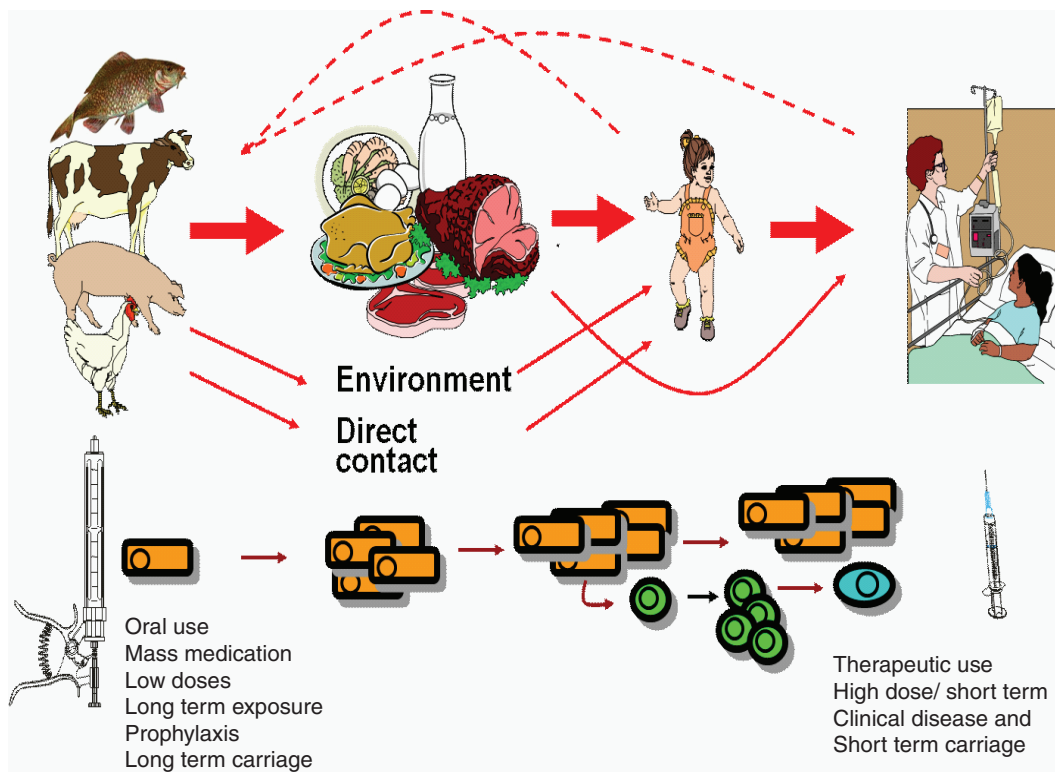 Environment
Direct
contact
Oral use
Mass medication
Low doses
Long term exposure
Prophylaxis
Long term carriage
Therapeutic use
High dose/ short term
Clinical disease and
Short term carriage